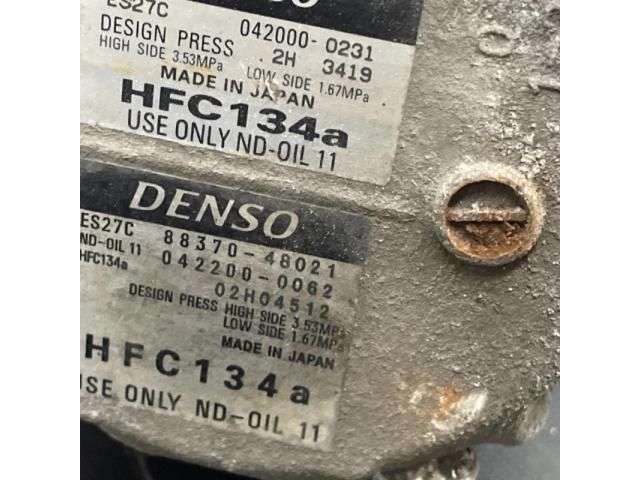 ES27C
042000-0231
DESIGN PRESS 2H 3419
HIGH SIDE 3.53MPa LOW SIDE 1.67MPa
MADE IN JAPAN
HFC134a
USE ONLY ND-OIL 11
DENSO
ES27C 88370-48021
ND-OIL 11 042200-0062
HFC134a 02H04512
DESIGN PRESS HIGH SIDE 3.53MPa
LOW SIDE 1.67MPa
MADE IN JAPAN
HFC134a
USE ONLY ND-OIL 11